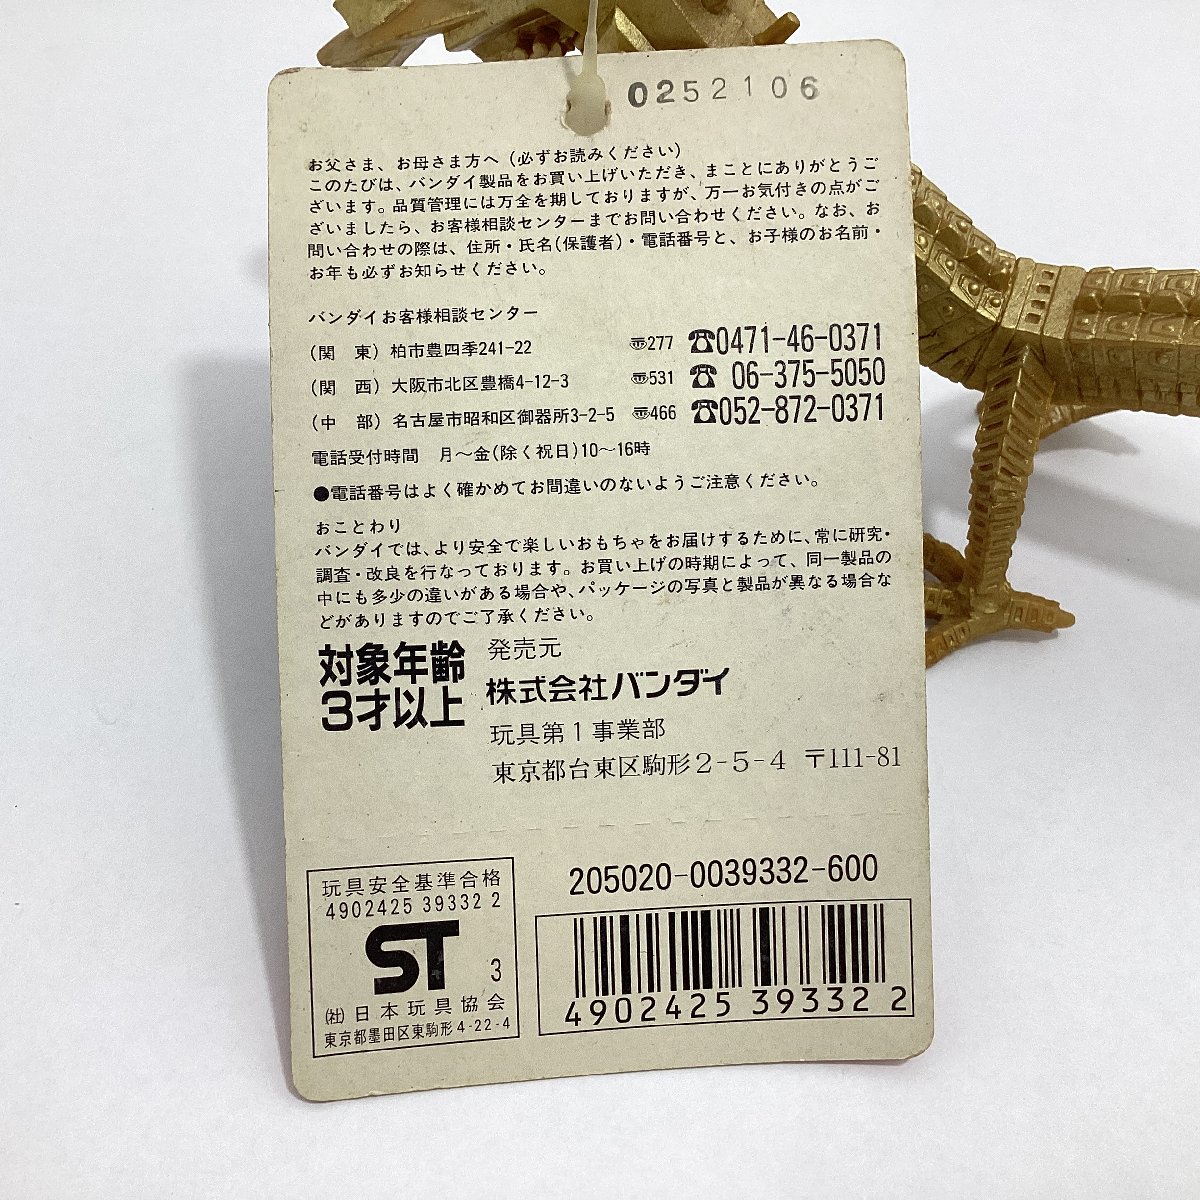 0252106
お父さま、お母さま方へ (必ずお読みください)
このたびは、バンダイ製品をお買い上げいただき、まことにありがとうご
ざいます。品質管理には万全を期しておりますが、万一お気付きの点がご
ざいましたら、お客様相談センターまでお問い合わせください。なお、お
問い合わせの際は、住所・氏名(保護者)・電話番号と、お子様のお名前・
お年も必ずお知らせください。
バンダイお客様相談センター
(関 東) 柏市豊四季241-22 〠277 ☎0471-46-0371
(関 西) 大阪市北区豊橋4-12-3 〠531 ☎ 06-375-5050
(中 部) 名古屋市昭和区御器所3-2-5 〠466 ☎052-872-0371
電話受付時間 月〜金(除く祝日)10〜16時
●電話番号はよく確かめてお間違いのないようご注意ください。
おことわり
バンダイでは、より安全で楽しいおもちゃをお届けするために、常に研究・
調査・改良を行なっております。お買い上げの時期によって、同一製品の
中にも多少の違いがある場合や、パッケージの写真と製品が異なる場合な
どがありますのでご了承ください。
対象年齢
3才以上
発売元
株式会社バンダイ
玩具第1事業部
東京都台東区駒形2-5-4 〒111-81
玩具安全基準合格
4902425 39332 2
ST 3
㈳日本玩具協会
東京都墨田区東駒形4-22-4
205020-0039332-600
4902425 39332 2